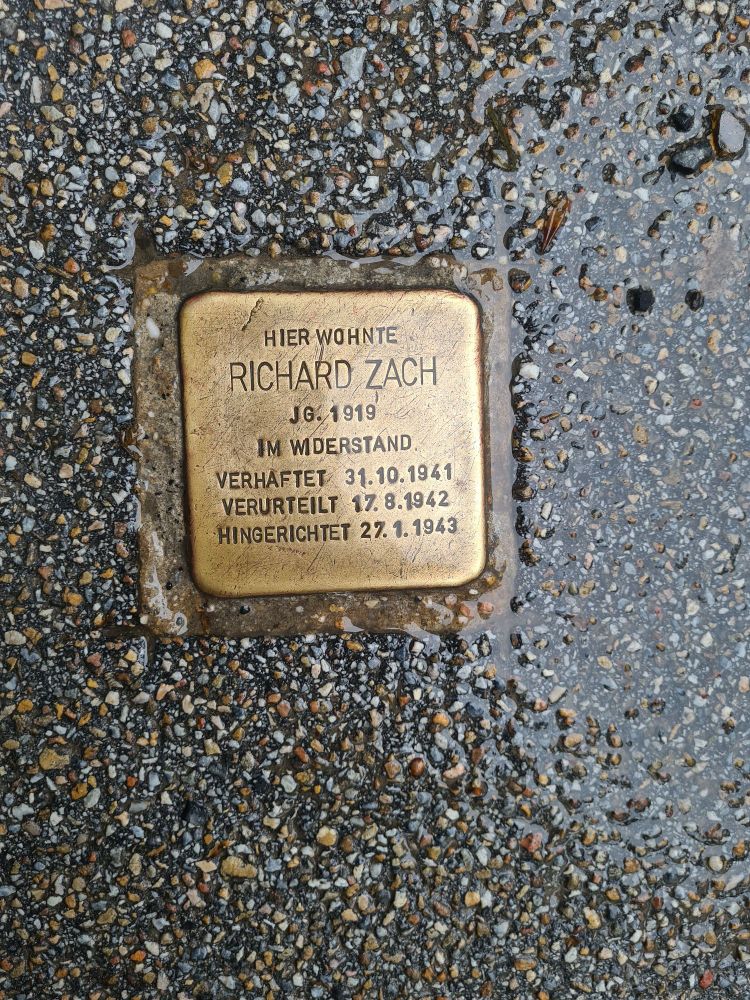 HIER WOHNTE
RICHARD ZACH
JG. 1919
IM WIDERSTAND
VERHAFTET 31.10.1941
VERURTEILT 17.8.1942
HINGERICHTET 27.1.1943